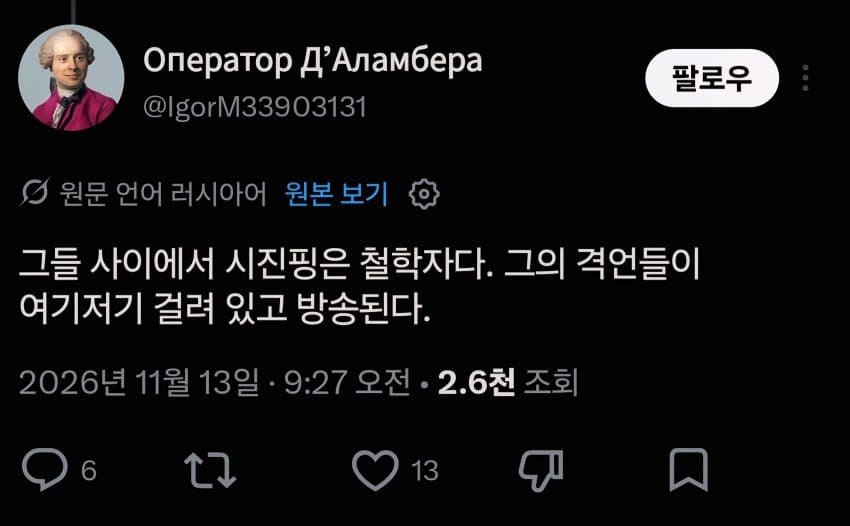 Оператор Д’Аламбера
@IgorM33903131
팔로우
원문 언어 러시아어 원본 보기
그들 사이에서 시진핑은 철학자다. 그의 격언들이
여기저기 걸려 있고 방송된다.
2026년 11월 13일 · 9:27 오전 • 2.6천 조회
6
13